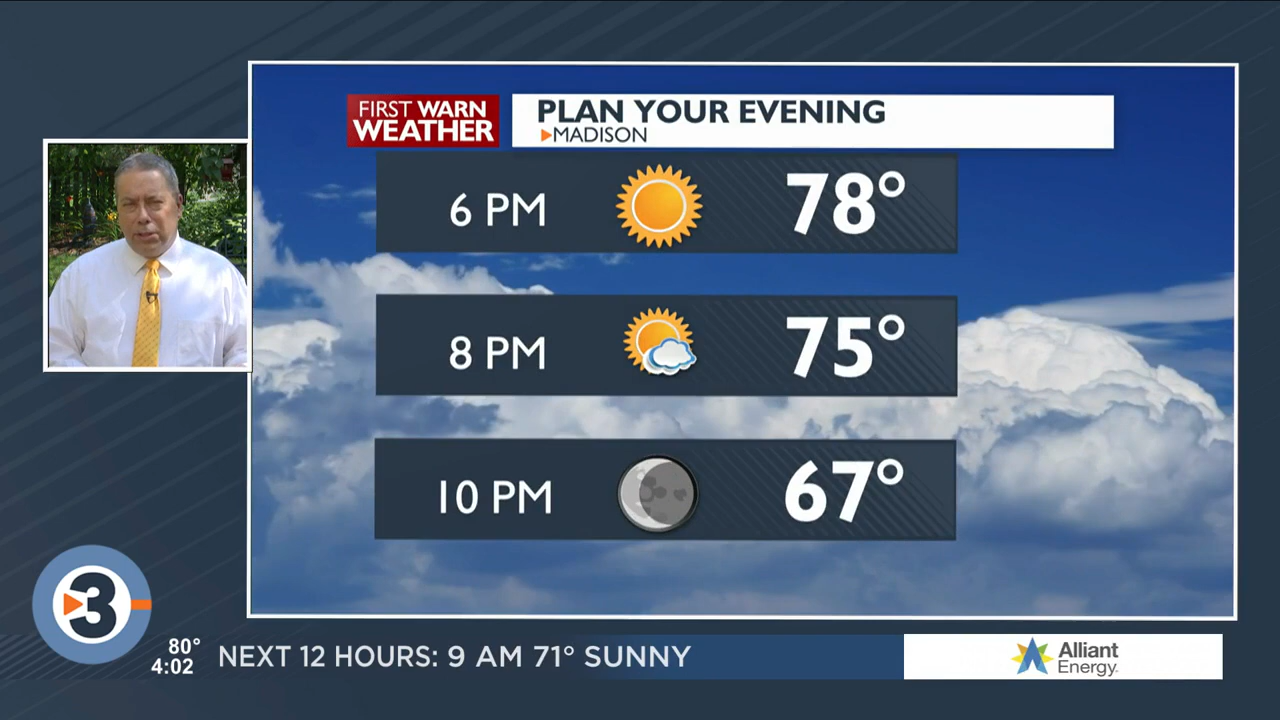 FIRST WARN
WEATHER
PLAN YOUR EVENING
MADISON
6 PM 78°
8 PM 75°
10 PM 67°
3
80°
4:02
NEXT 12 HOURS: 9 AM 71° SUNNY
Alliant
Energy